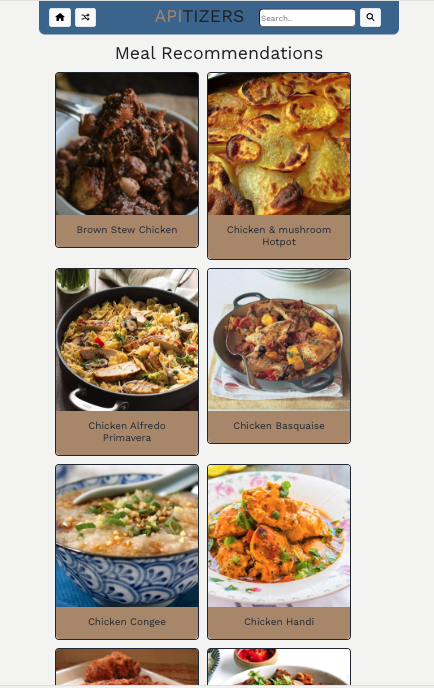 APITIZERS
Search..
Meal Recommendations
Brown Stew Chicken
Chicken & mushroom
Hotpot
Chicken Alfredo
Primavera
Chicken Basquaise
Chicken Congee
Chicken Handi